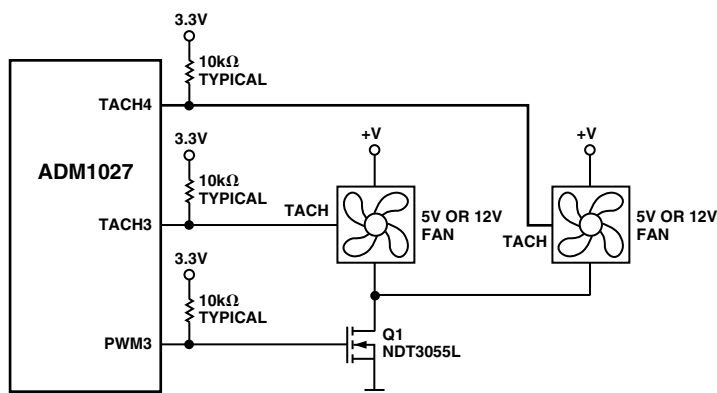 3.3V
10kΩ
TYPICAL
TACH4
3.3V
+V
+V
ADM1027
10kΩ
TYPICAL
TACH
5V OR 12V
FAN
5V OR 12V
FAN
TACH3
TACH
3.3V
10kΩ
TYPICAL
Q1
NDT3055L
PWM3